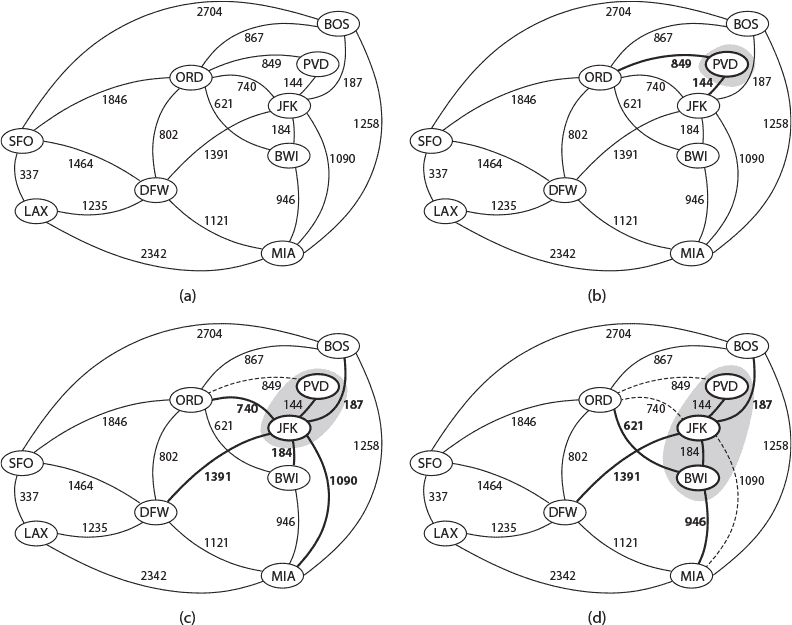 2704
BOS
867
849
PVD
ORD
740
144
187
1846
621
JFK
802
184
1258
SFO
1464
1391
BWI
1090
337
DFW
1235
946
LAX
1121
2342
MIA
(a)
2704
BOS
867
849
PVD
ORD
740
144
187
1846
621
JFK
802
184
1258
SFO
1464
1391
BWI
1090
337
DFW
1235
946
LAX
1121
2342
MIA
(b)
2704
BOS
867
849
PVD
ORD
740
144
187
1846
621
JFK
802
184
1258
SFO
1464
1391
BWI
1090
337
DFW
1235
946
LAX
1121
2342
MIA
(c)
2704
BOS
867
849
PVD
ORD
740
144
187
1846
621
JFK
802
184
1258
SFO
1464
1391
BWI
1090
337
DFW
1235
946
LAX
1121
2342
MIA
(d)